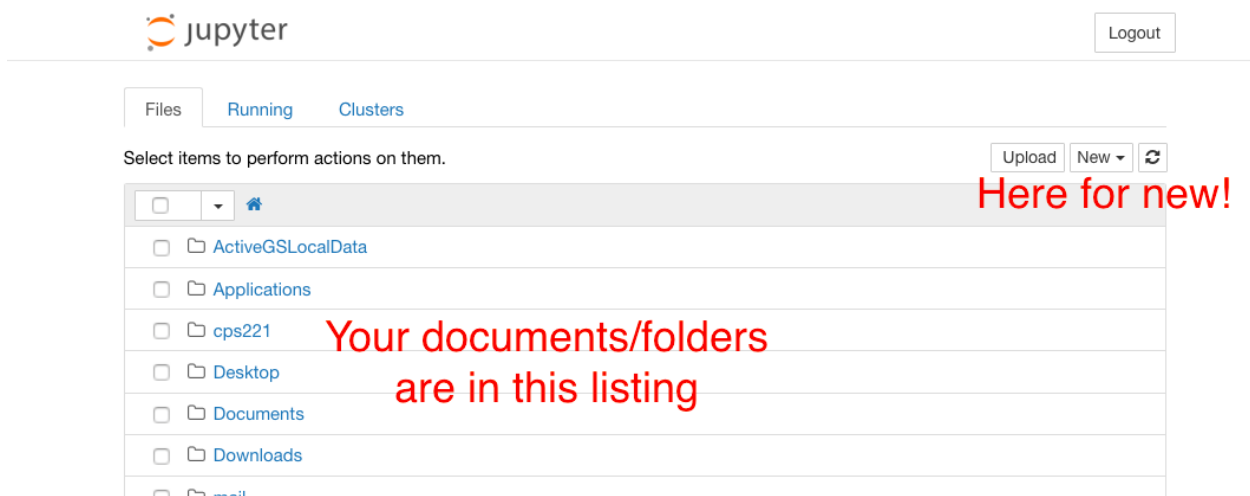 jupyter
Logout
Files Running Clusters
Select items to perform actions on them.
Upload New
Here for new!
ActiveGSLocalData
Applications
cps221
Your documents/folders
are in this listing
Desktop
Documents
Downloads
mail